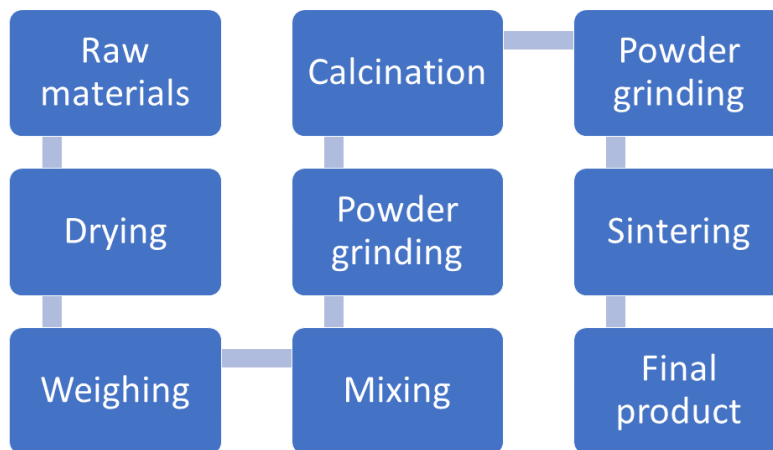 Raw
materials
Drying
Weighing
Mixing
Powder
grinding
Calcination
Powder
grinding
Sintering
Final
product